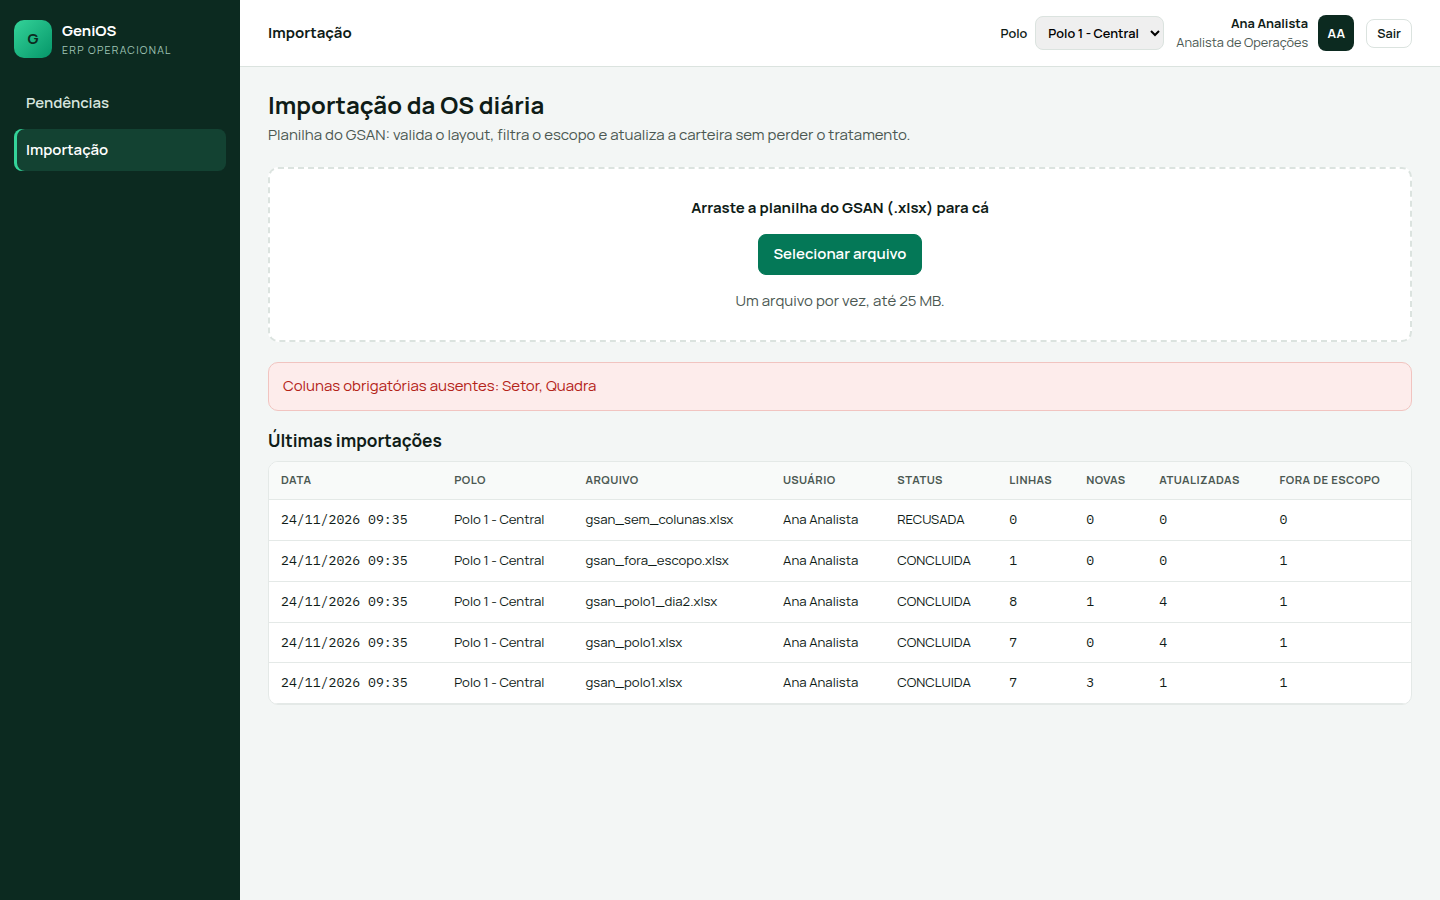 G
GeniOS
ERP OPERACIONAL
Pendências
Importação
Importação
Polo
Polo 1 - Central
Ana Analista
Analista de Operações
AA
Sair
Importação da OS diária
Planilha do GSAN: valida o layout, filtra o escopo e atualiza a carteira sem perder o tratamento.
Arraste a planilha do GSAN (.xlsx) para cá
Selecionar arquivo
Um arquivo por vez, até 25 MB.
Colunas obrigatórias ausentes: Setor, Quadra
Últimas importações
DATA POLO ARQUIVO USUÁRIO STATUS LINHAS NOVAS ATUALIZADAS FORA DE ESCOPO
24/11/2026 09:35 Polo 1 - Central gsan_sem_colunas.xlsx Ana Analista RECUSADA 0 0 0 0
24/11/2026 09:35 Polo 1 - Central gsan_fora_escopo.xlsx Ana Analista CONCLUIDA 1 0 0 1
24/11/2026 09:35 Polo 1 - Central gsan_polo1_dia2.xlsx Ana Analista CONCLUIDA 8 1 4 1
24/11/2026 09:35 Polo 1 - Central gsan_polo1.xlsx Ana Analista CONCLUIDA 7 0 4 1
24/11/2026 09:35 Polo 1 - Central gsan_polo1.xlsx Ana Analista CONCLUIDA 7 3 1 1